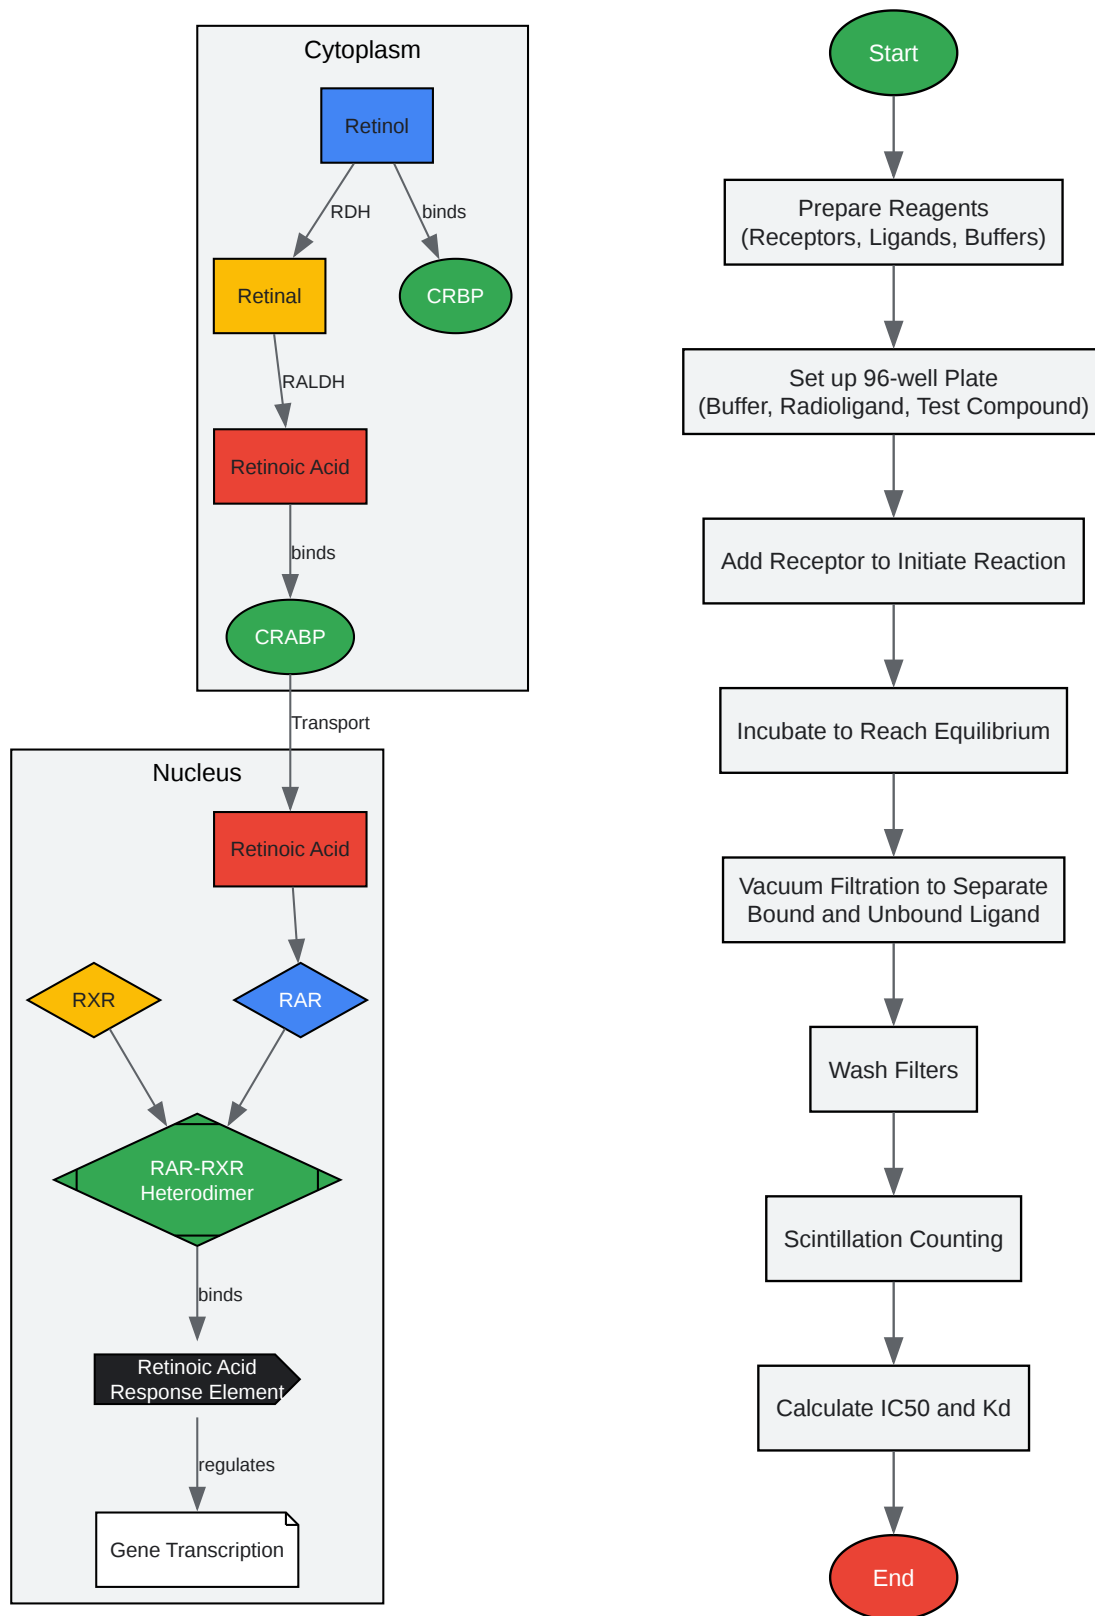 Cytoplasm
Retinol
RDH
binds
Retinal
CRBP
RALDH
Retinoic Acid
binds
CRABP
Transport
Nucleus
Retinoic Acid
RXR
RAR
RAR-RXR
Heterodimer
binds
Retinoic Acid
Response Element
regulates
Gene Transcription
Start
Prepare Reagents
(Receptors, Ligands, Buffers)
Set up 96-well Plate
(Buffer, Radioligand, Test Compound)
Add Receptor to Initiate Reaction
Incubate to Reach Equilibrium
Vacuum Filtration to Separate
Bound and Unbound Ligand
Wash Filters
Scintillation Counting
Calculate IC50 and Kd
End